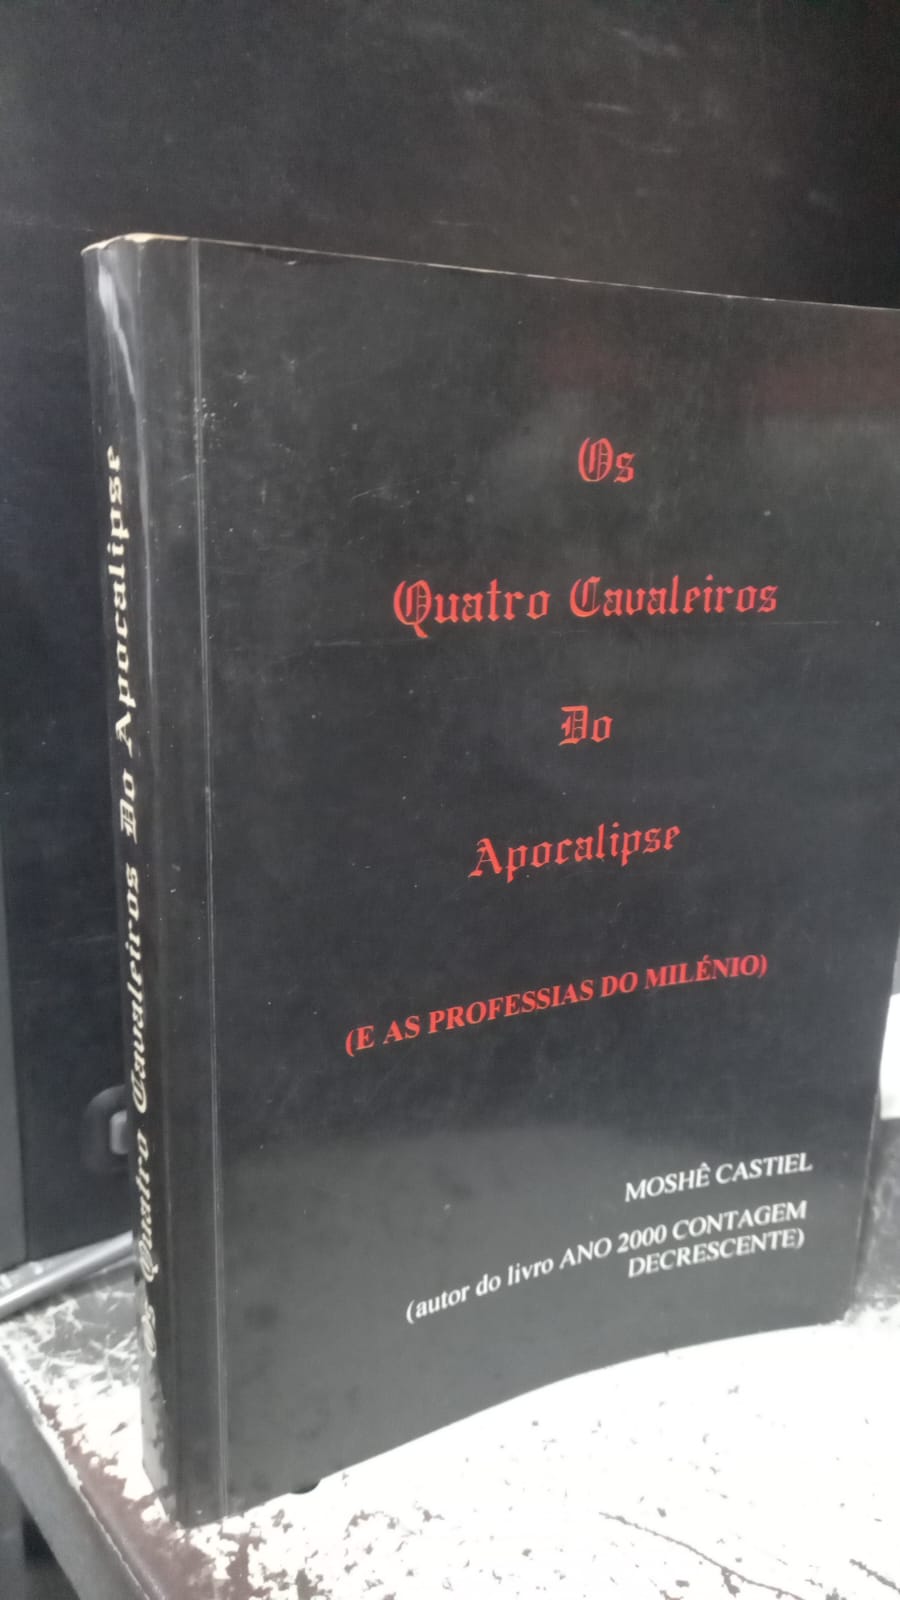 Os
Quatro Cavaleiros
Do
Apocalipse
(E AS PROFESSIAS DO MILÉNIO)
MOSHÊ CASTIEL
(autor do livro ANO 2000 CONTAGEM
DECRESCENTE)
Os Quatro Cavaleiros Do Apocalipse